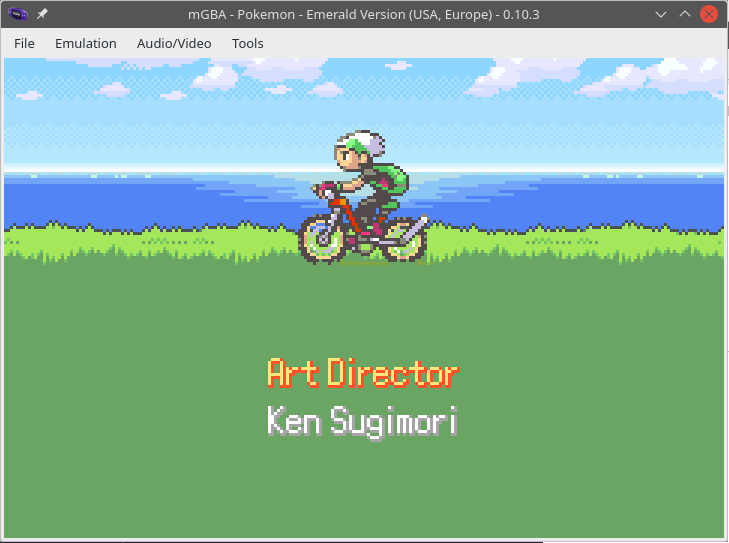 mGBA - Pokemon - Emerald Version (USA, Europe) - 0.10.3
File Emulation Audio/Video Tools
Art Director
Ken Sugimori